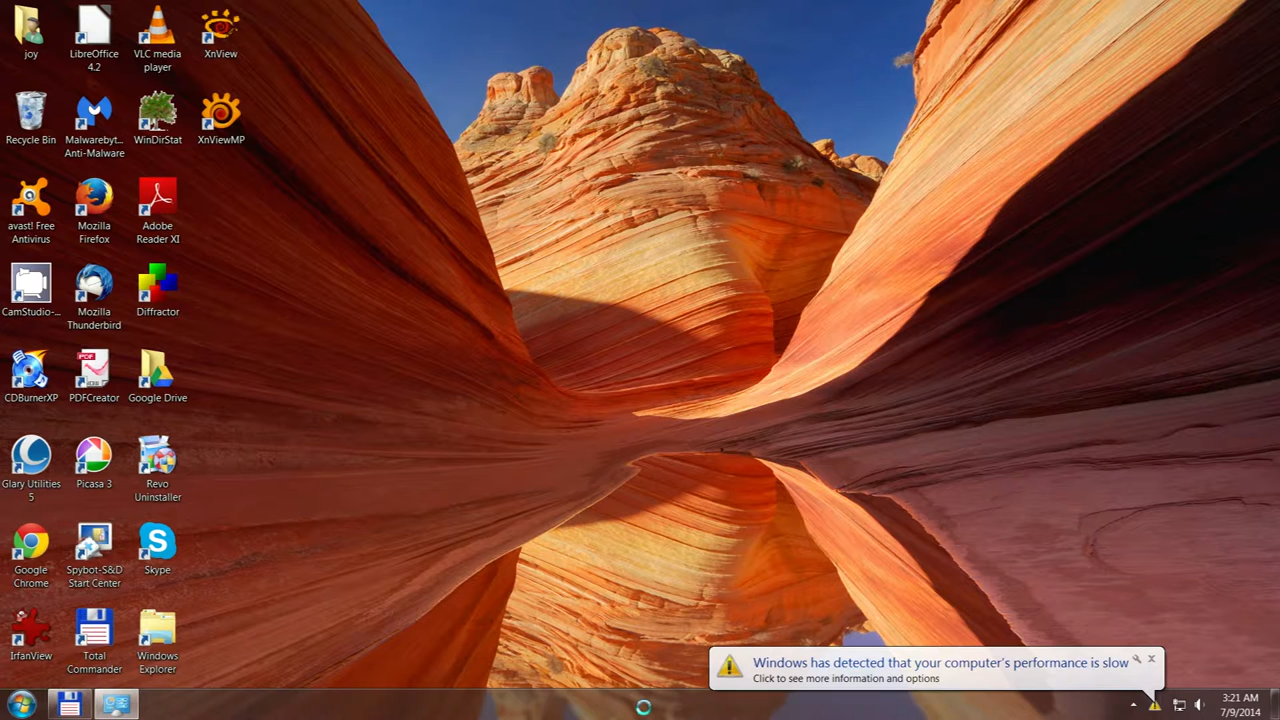 joy
LibreOffice
4.2
VLC media
player
XnView
Recycle Bin
Malwarebyt...
Anti-Malware
WinDirStat
XnViewMP
avast! Free
Antivirus
Mozilla
Firefox
Adobe
Reader XI
CamStudio-...
Mozilla
Thunderbird
Diffractor
CDBurnerXP
PDF
PDFCreator
Google Drive
Glary Utilities
5
Picasa 3
Revo
Uninstaller
Google
Chrome
Spybot-S&D
Start Center
Skype
IrfanView
Total
Commander
Windows
Explorer
Windows has detected that your computer's performance is slow
Click to see more information and options
3:21 AM
7/9/2014